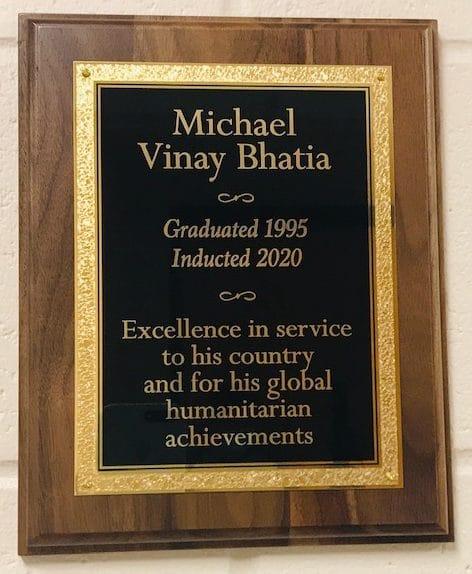 Michael
Vinay Bhatia
Graduated 1995
Inducted 2020
Excellence in service
to his country
and for his global
humanitarian
achievements